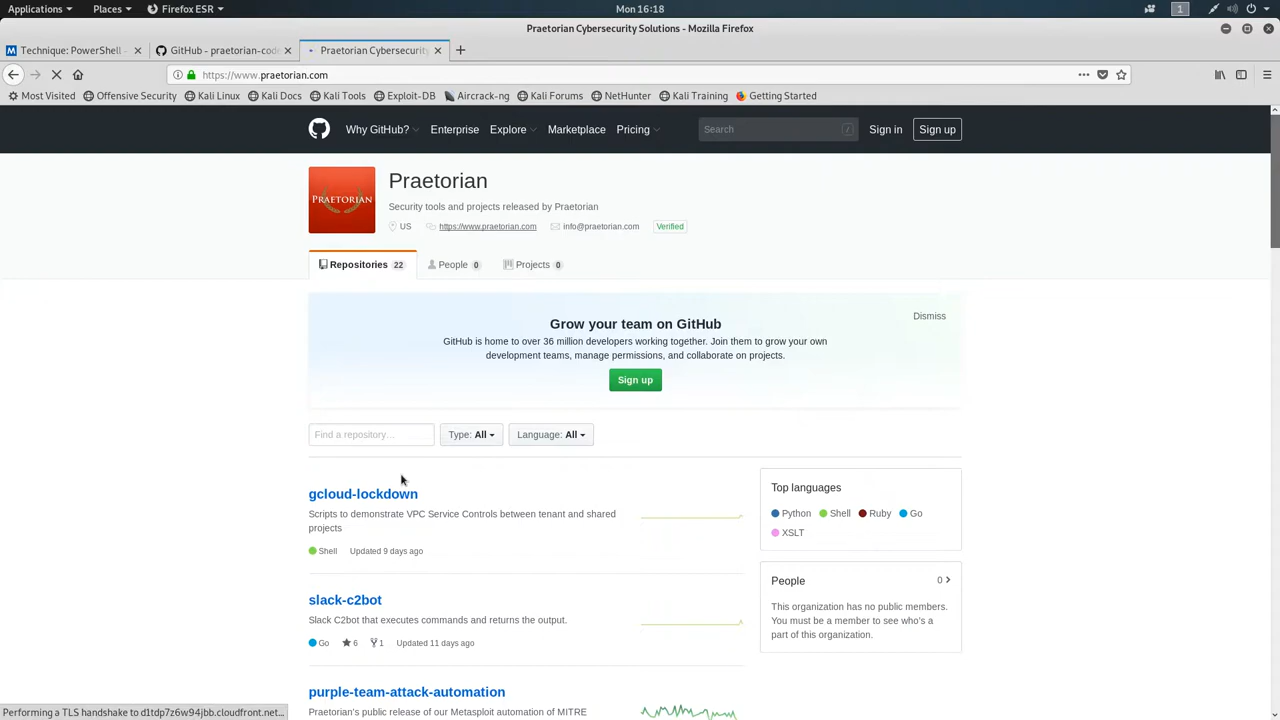 Applications
Places
Firefox ESR
Mon 16:18
1
Praetorian Cybersecurity Solutions - Mozilla Firefox
Technique: PowerShell -
GitHub - praetorian-code
Praetorian Cybersecurity
https://www.praetorian.com
Most Visited
Offensive Security
Kali Linux
Kali Docs
Kali Tools
Exploit-DB
Aircrack-ng
Kali Forums
NetHunter
Kali Training
Getting Started
Why GitHub?
Enterprise
Explore
Marketplace
Pricing
Search
/
Sign in
Sign up
PRAETORIAN
Praetorian
Security tools and projects released by Praetorian
US
https://www.praetorian.com
info@praetorian.com
Verified
Repositories 22
People 0
Projects 0
Grow your team on GitHub
Dismiss
GitHub is home to over 36 million developers working together. Join them to grow your own
development teams, manage permissions, and collaborate on projects.
Sign up
Find a repository…
Type: All
Language: All
gcloud-lockdown
Scripts to demonstrate VPC Service Controls between tenant and shared
projects
Shell
Updated 9 days ago
slack-c2bot
Slack C2bot that executes commands and returns the output.
Go
6
1
Updated 11 days ago
purple-team-attack-automation
Praetorian's public release of our Metasploit automation of MITRE
Top languages
Python
Shell
Ruby
Go
XSLT
People
0
This organization has no public members.
You must be a member to see who's a
part of this organization.
Performing a TLS handshake to d1tdp7z6w94jbb.cloudfront.net...